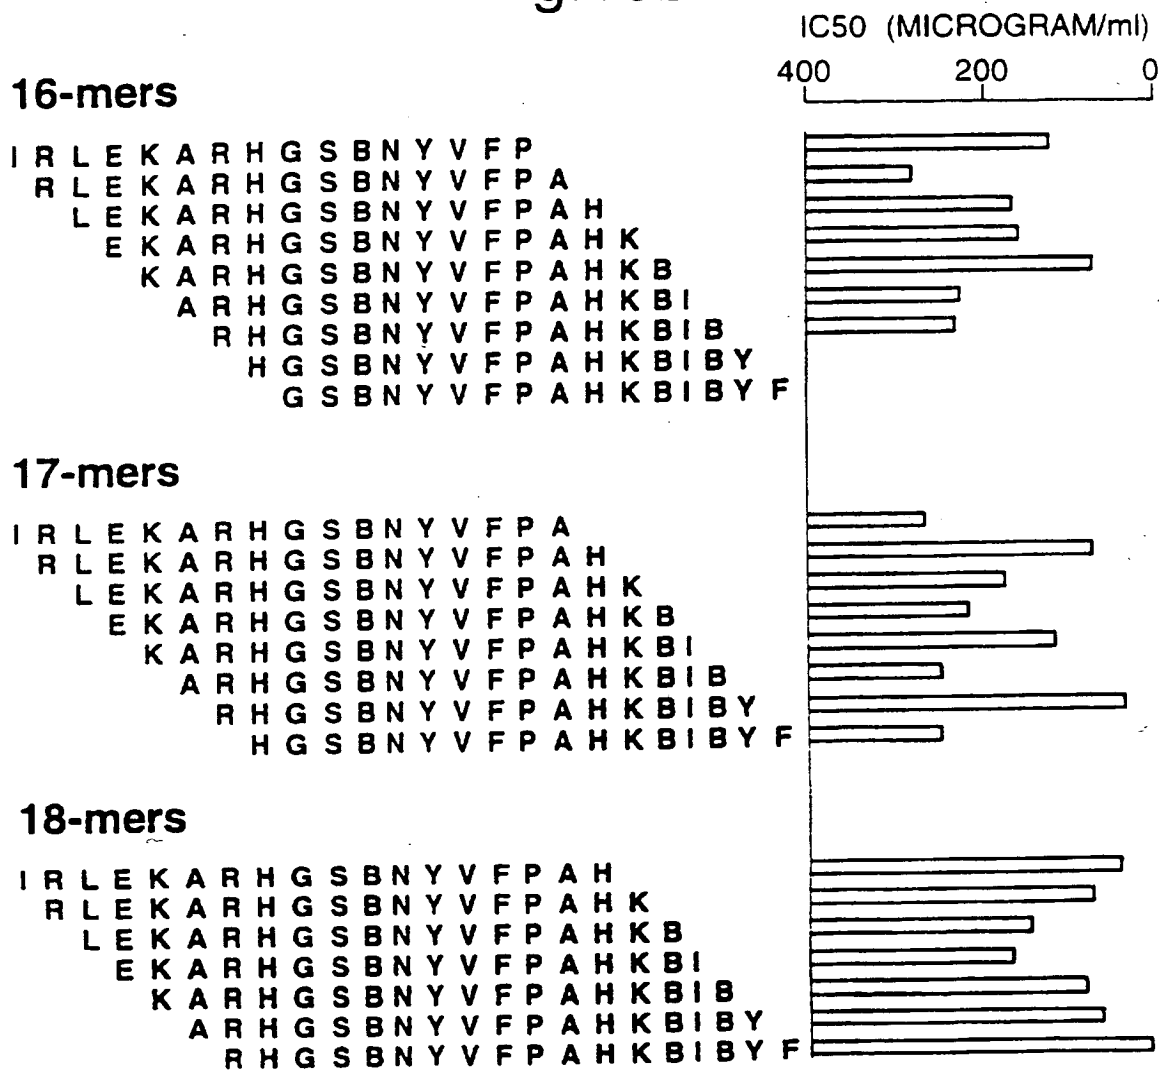 IC50 (MICROGRAM/ml)
400 200 0
16-mers
I R L E K A R H G S B N Y V F P
R L E K A R H G S B N Y V F P A
L E K A R H G S B N Y V F P A H
E K A R H G S B N Y V F P A H K
K A R H G S B N Y V F P A H K B
A R H G S B N Y V F P A H K B I
R H G S B N Y V F P A H K B I B
H G S B N Y V F P A H K B I B Y
G S B N Y V F P A H K B I B Y F
17-mers
I R L E K A R H G S B N Y V F P A
R L E K A R H G S B N Y V F P A H
L E K A R H G S B N Y V F P A H K
E K A R H G S B N Y V F P A H K B
K A R H G S B N Y V F P A H K B I
A R H G S B N Y V F P A H K B I B
R H G S B N Y V F P A H K B I B Y
H G S B N Y V F P A H K B I B Y F
18-mers
I R L E K A R H G S B N Y V F P A H
R L E K A R H G S B N Y V F P A H K
L E K A R H G S B N Y V F P A H K B
E K A R H G S B N Y V F P A H K B I
K A R H G S B N Y V F P A H K B I B
A R H G S B N Y V F P A H K B I B Y
R H G S B N Y V F P A H K B I B Y F